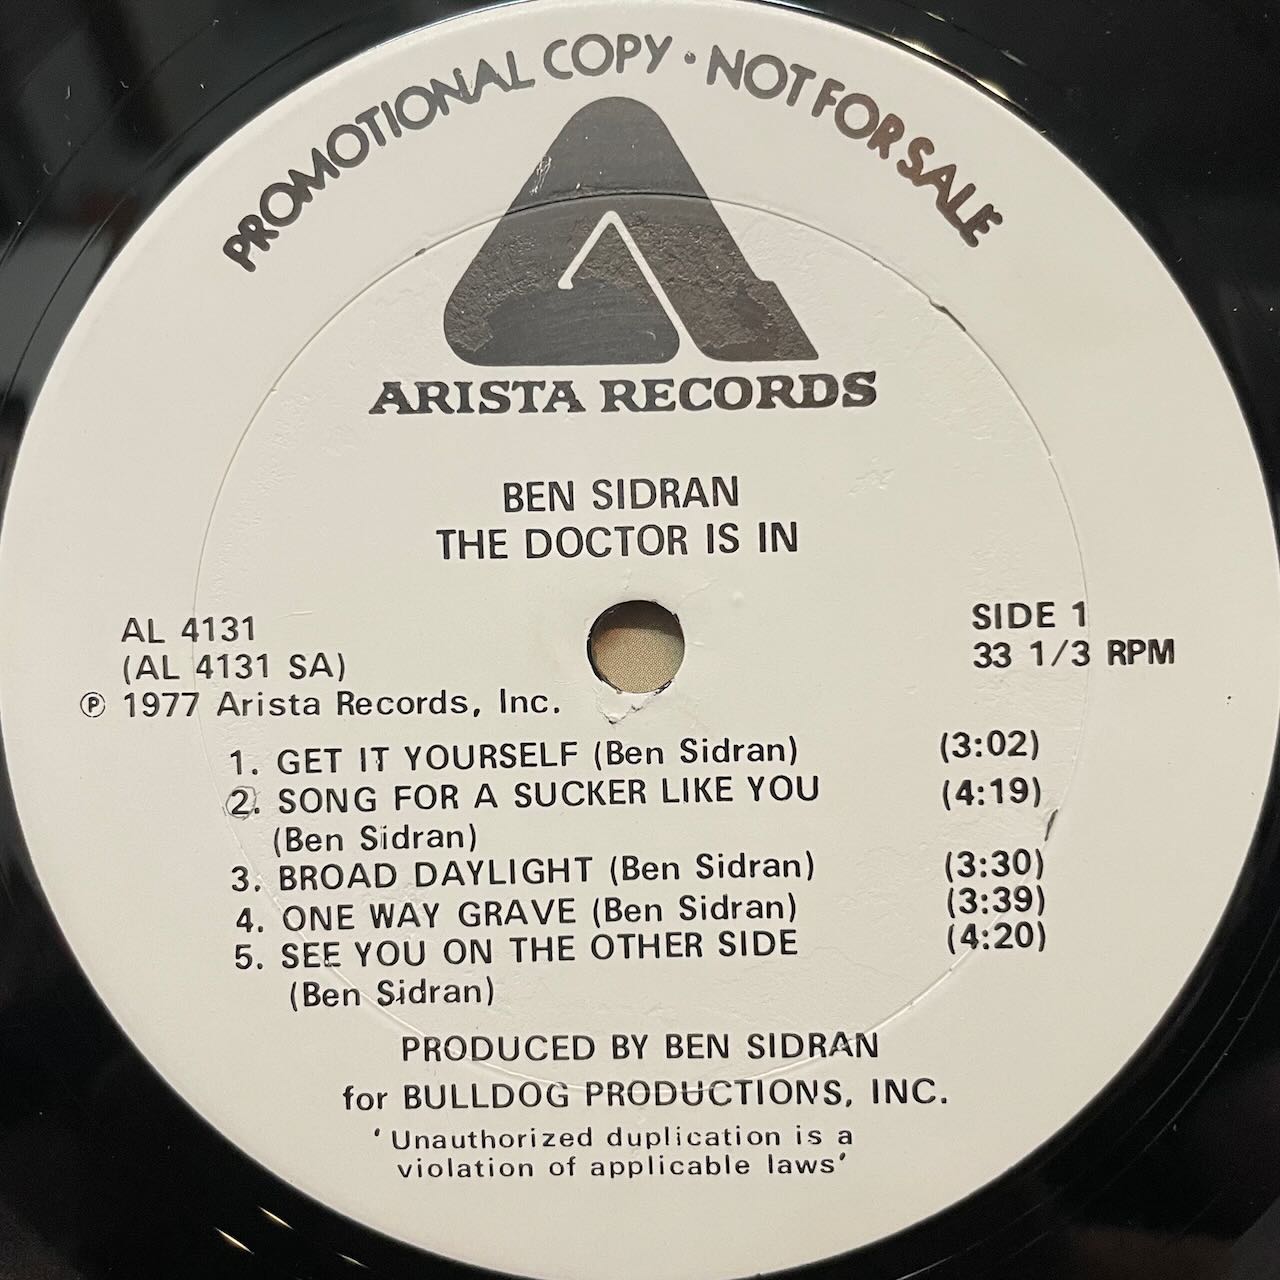 PROMOTIONAL COPY · NOT FOR SALE
ARISTA RECORDS
BEN SIDRAN
THE DOCTOR IS IN
AL 4131
(AL 4131 SA)
℗ 1977 Arista Records, Inc.
SIDE 1
33 1/3 RPM
1. GET IT YOURSELF (Ben Sidran) (3:02)
2. SONG FOR A SUCKER LIKE YOU (4:19)
(Ben Sidran)
3. BROAD DAYLIGHT (Ben Sidran) (3:30)
4. ONE WAY GRAVE (Ben Sidran) (3:39)
5. SEE YOU ON THE OTHER SIDE (4:20)
(Ben Sidran)
PRODUCED BY BEN SIDRAN
for BULLDOG PRODUCTIONS, INC.
'Unauthorized duplication is a
violation of applicable laws'